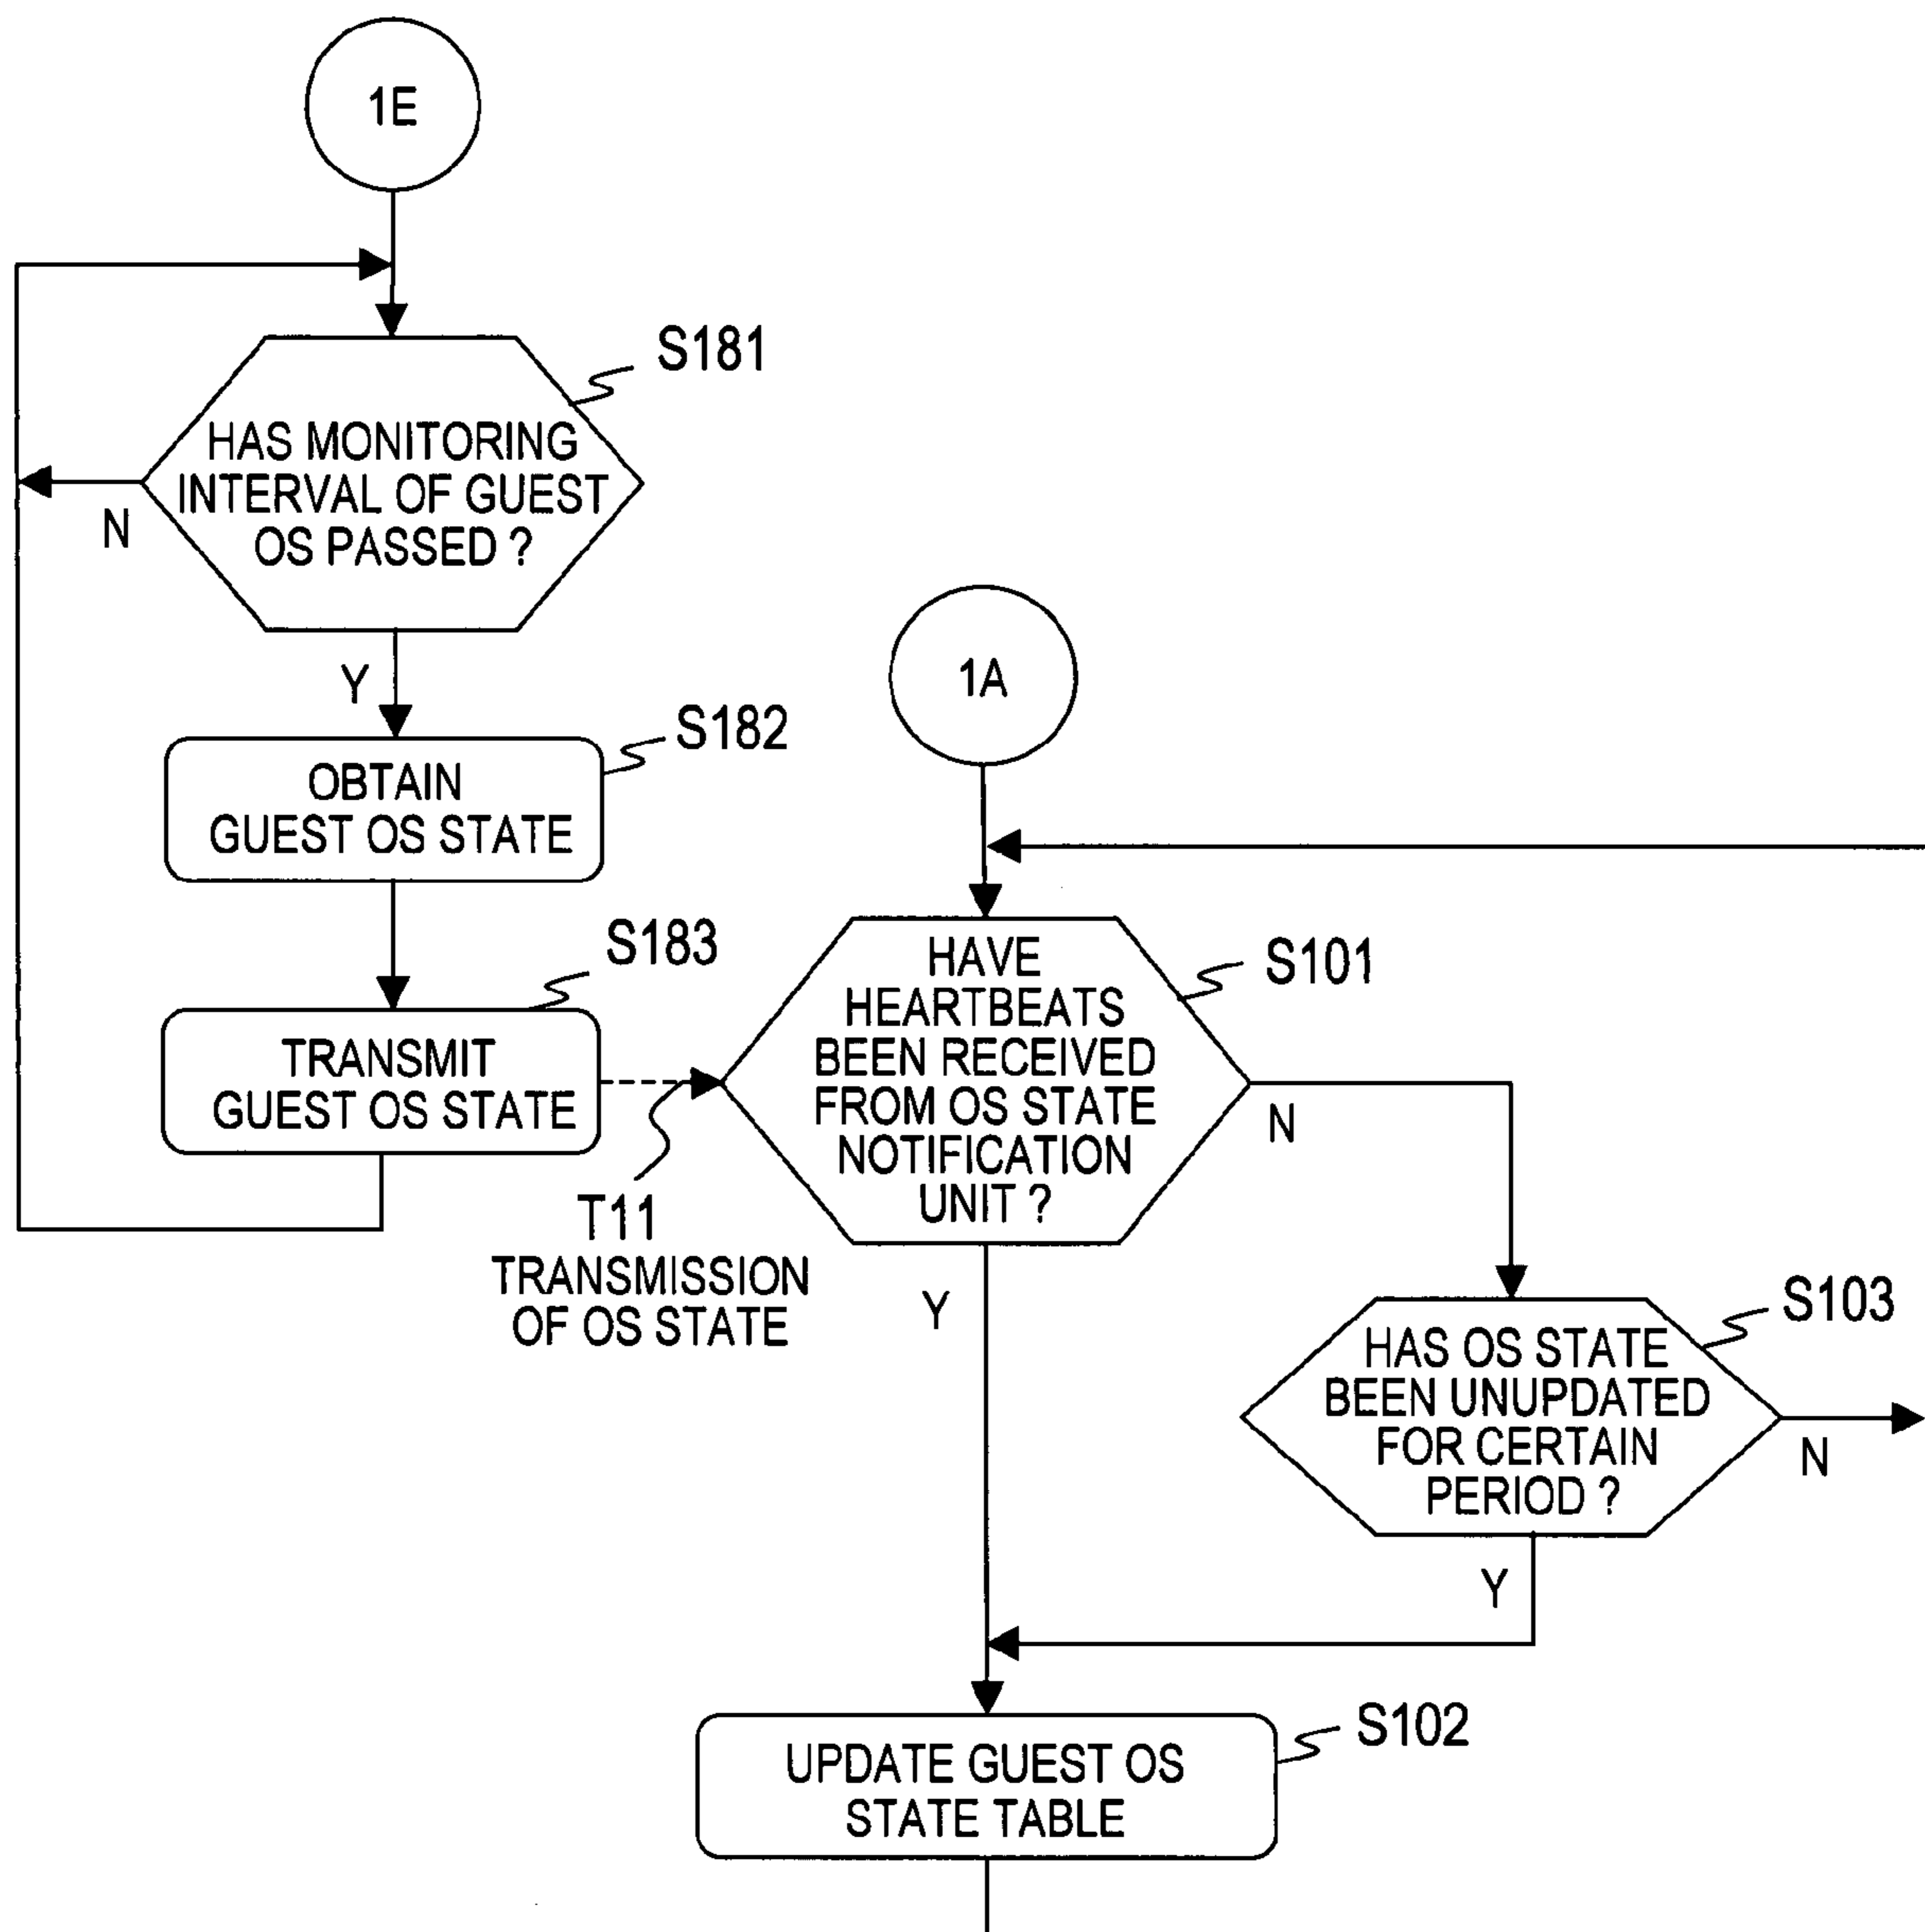 1E
S181
HAS MONITORING
INTERVAL OF GUEST
OS PASSED ?
N
Y
S182
OBTAIN
GUEST OS STATE
S183
TRANSMIT
GUEST OS STATE
T11
TRANSMISSION
OF OS STATE
1A
S101
HAVE
HEARTBEATS
BEEN RECEIVED
FROM OS STATE
NOTIFICATION
UNIT ?
N
Y
S103
HAS OS STATE
BEEN UNUPDATED
FOR CERTAIN
PERIOD ?
N
Y
S102
UPDATE GUEST OS
STATE TABLE